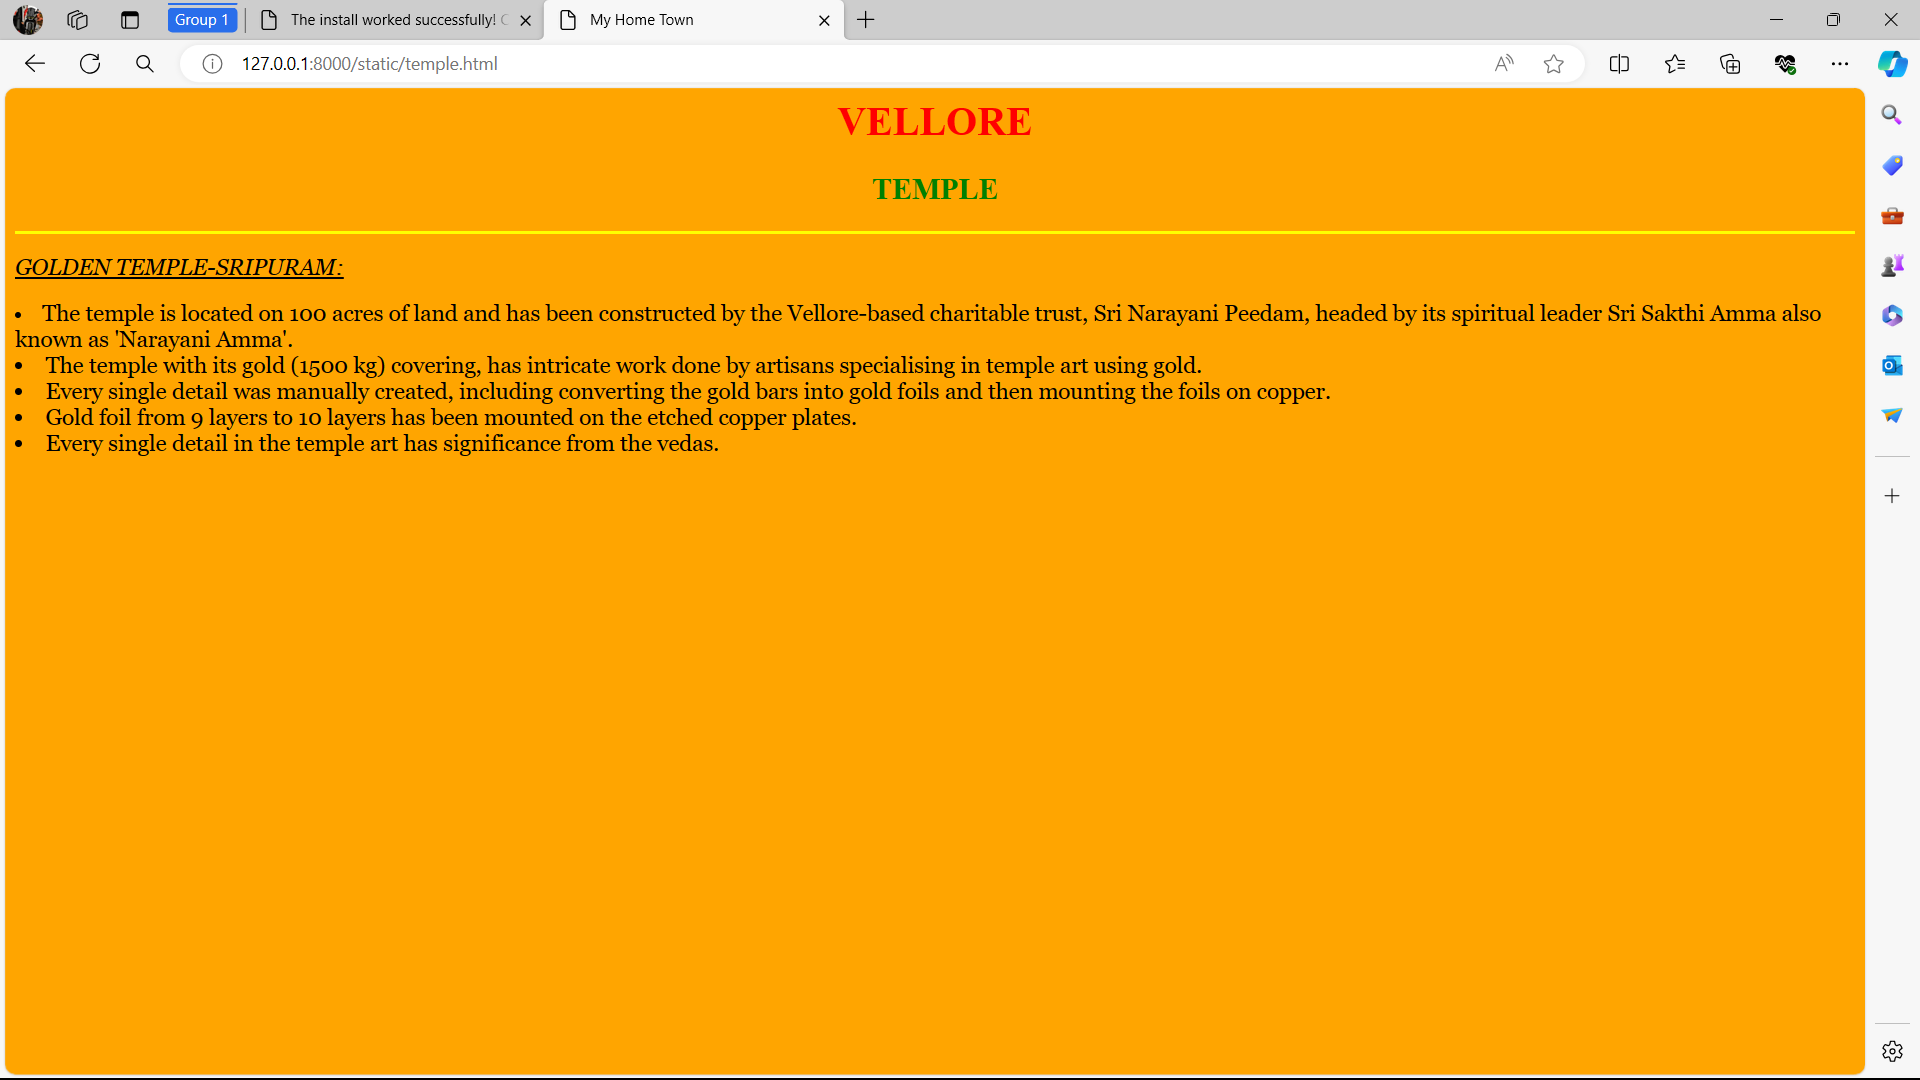 Group 1
The install worked successfully! C
My Home Town
127.0.0.1:8000/static/temple.html
VELLORE
TEMPLE
GOLDEN TEMPLE-SRIPURAM:
• The temple is located on 100 acres of land and has been constructed by the Vellore-based charitable trust, Sri Narayani Peedam, headed by its spiritual leader Sri Sakthi Amma also
known as 'Narayani Amma'.
• The temple with its gold (1500 kg) covering, has intricate work done by artisans specialising in temple art using gold.
• Every single detail was manually created, including converting the gold bars into gold foils and then mounting the foils on copper.
• Gold foil from 9 layers to 10 layers has been mounted on the etched copper plates.
• Every single detail in the temple art has significance from the vedas.